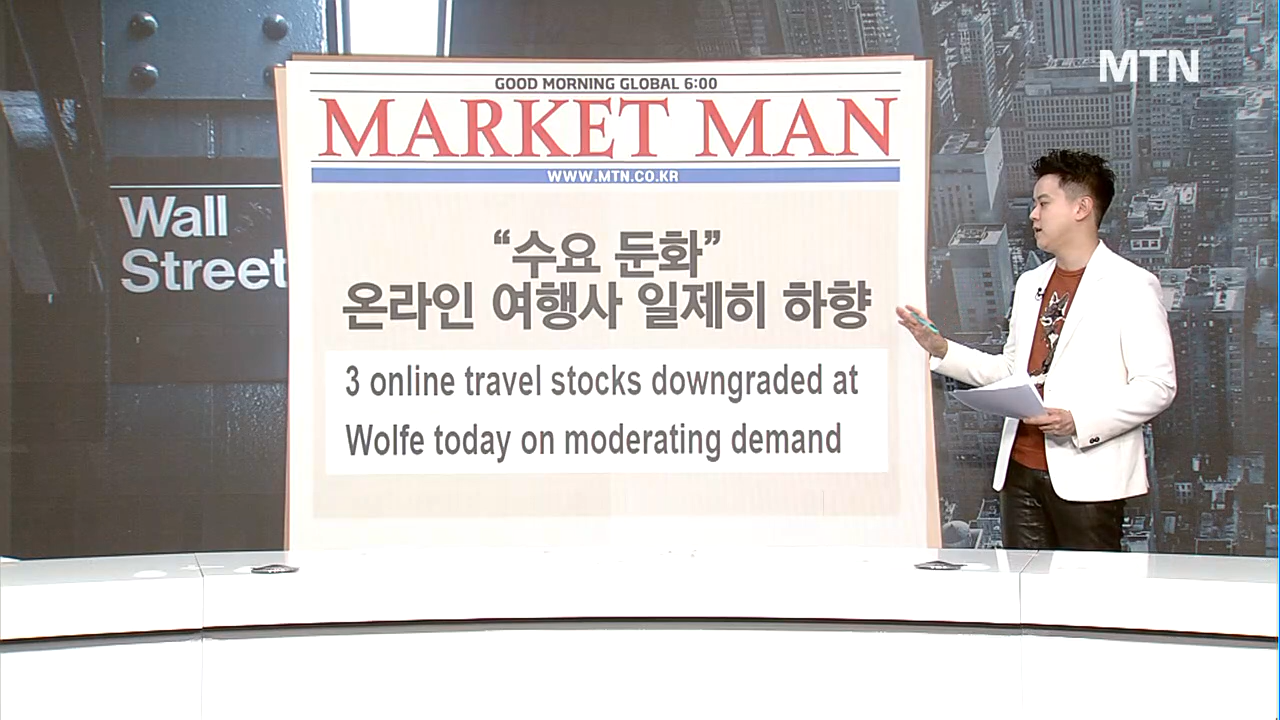 MTN
GOOD MORNING GLOBAL 6:00
MARKET MAN
WWW.MTN.CO.KR
Wall
Street
“수요 둔화”
온라인 여행사 일제히 하향
3 online travel stocks downgraded at
Wolfe today on moderating demand